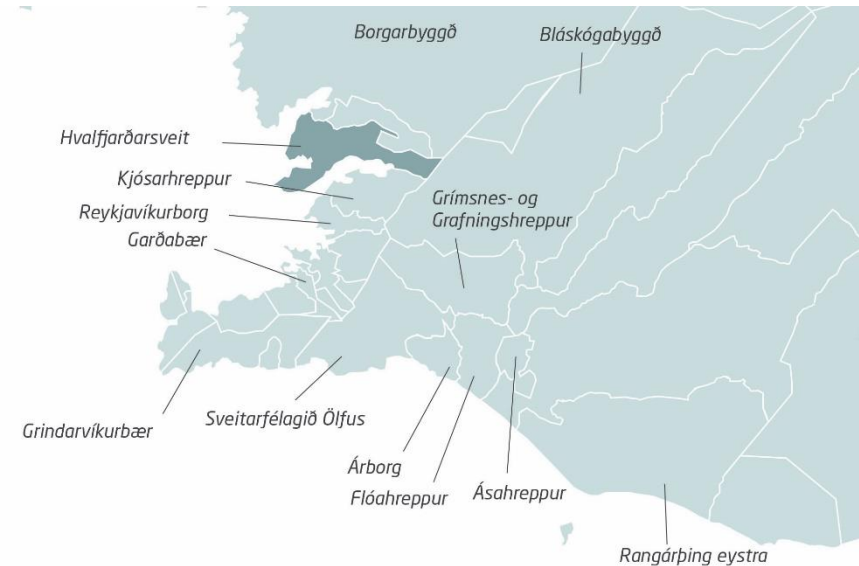 Borgarbyggð
Bláskógabyggð
Hvalfjarðarsveit
Kjósarhreppur
Reykjavíkurborg
Garðabær
Grímsnes- og
Grafningshreppur
Grindarvíkurbær
Sveitarfélagið Ölfus
Árborg
Flóahreppur
Ásahreppur
Rangárþing eystra